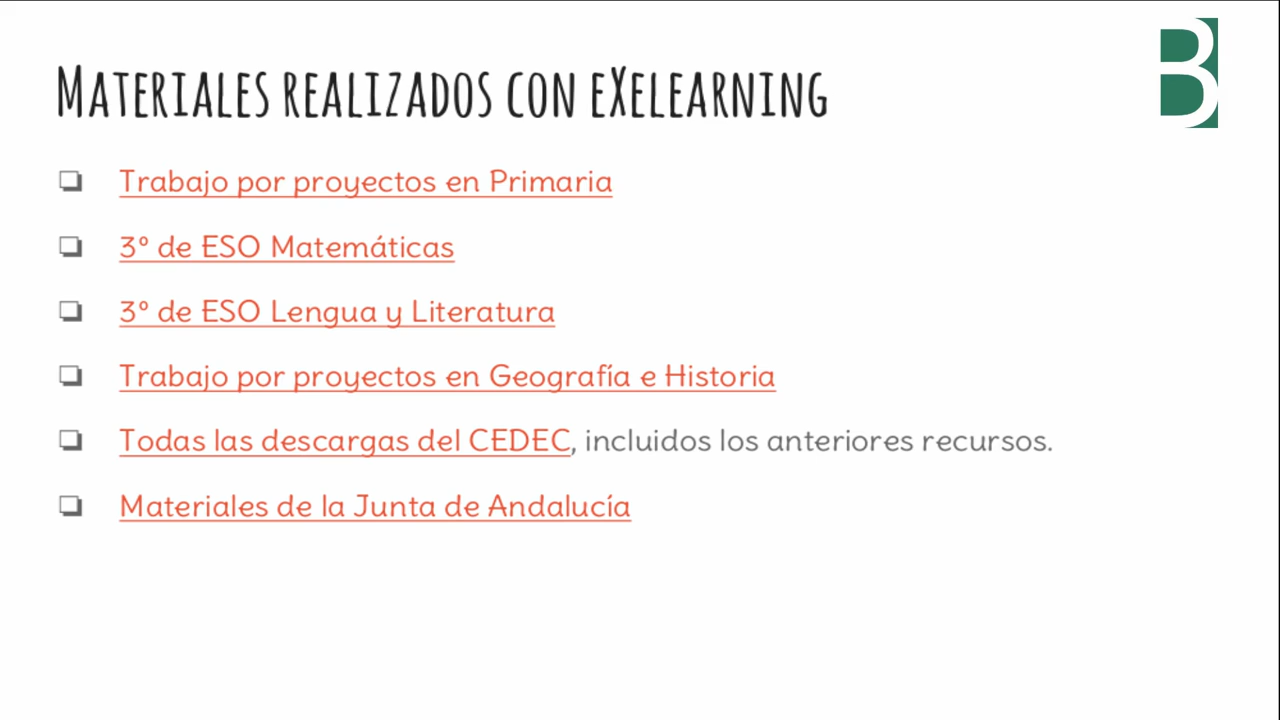 B
Materiales realizados con eXelearning
❏ Trabajo por proyectos en Primaria
❏ 3º de ESO Matemáticas
❏ 3º de ESO Lengua y Literatura
❏ Trabajo por proyectos en Geografía e Historia
❏ Todas las descargas del CEDEC, incluidos los anteriores recursos.
❏ Materiales de la Junta de Andalucía